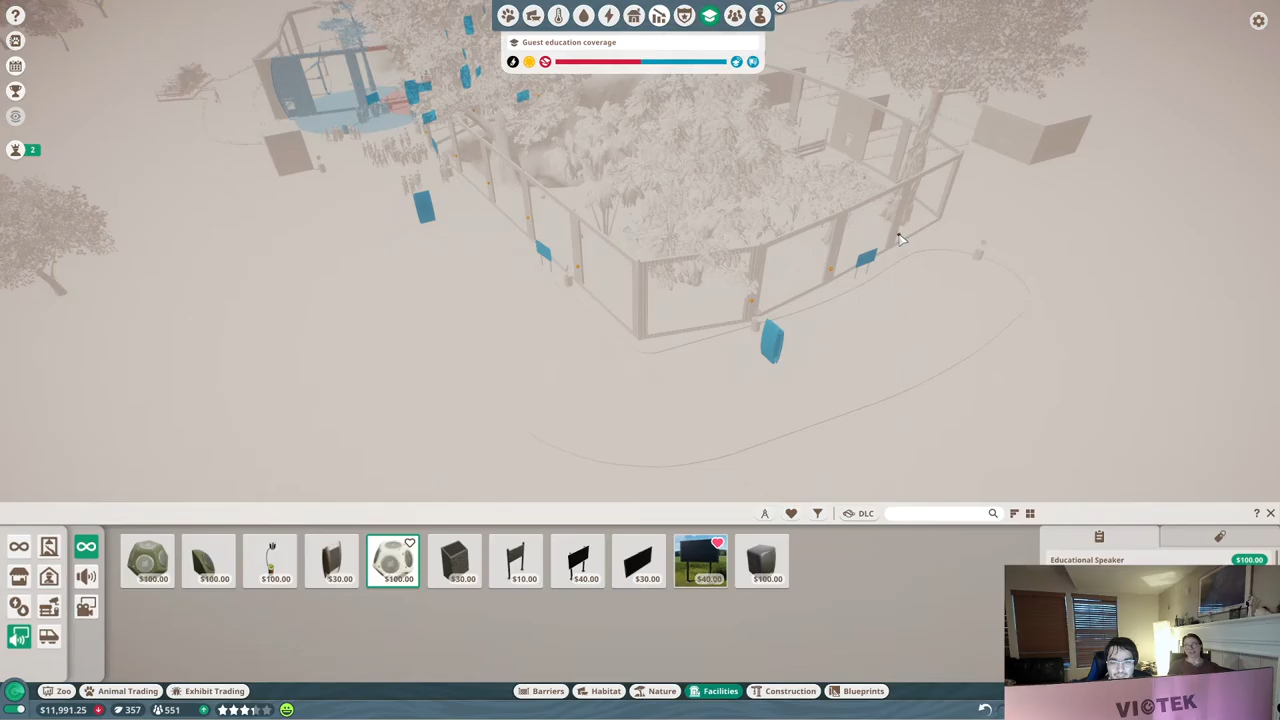 Guest education coverage
2
DLC
$100.00
$100.00
$100.00
$30.00
$100.00
$30.00
$10.00
$40.00
$30.00
$40.00
$100.00
Educational Speaker
$100.00
Zoo
Animal Trading
Exhibit Trading
Barriers
Habitat
Nature
Facilities
Construction
Blueprints
$11,991.25
357
551
VIOTEK